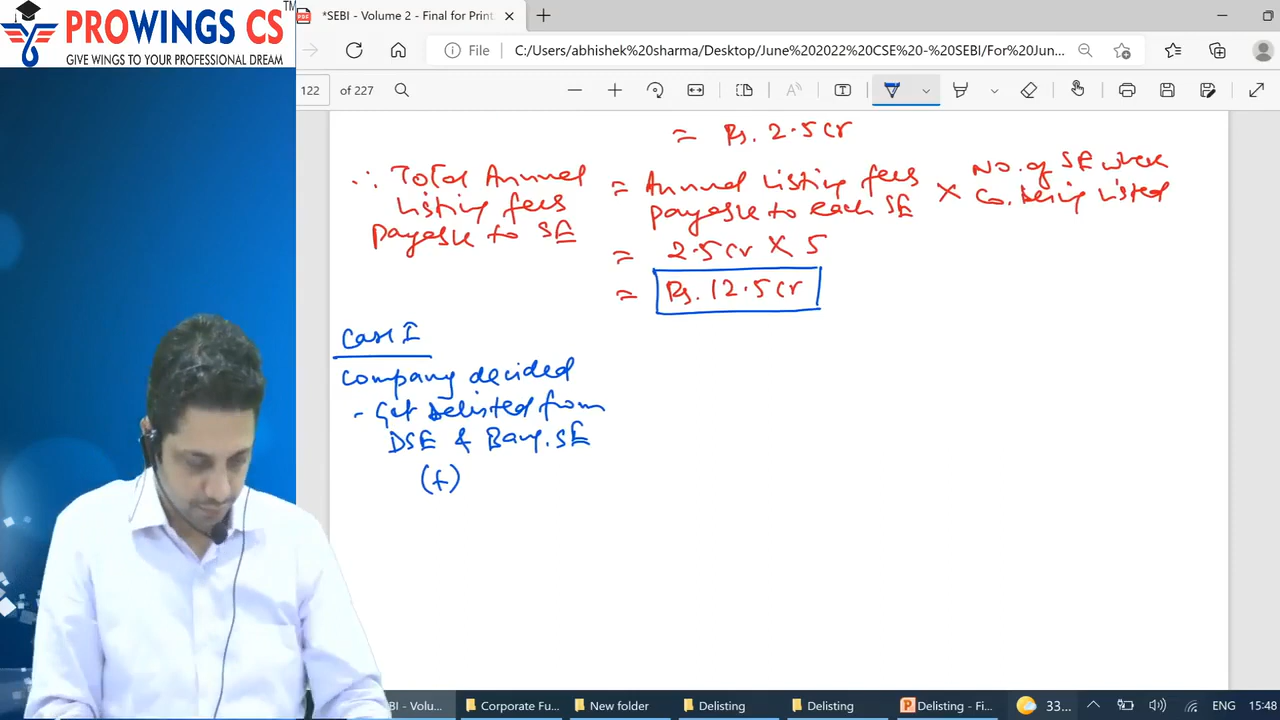 PROWINGS CS™
GIVE WINGS TO YOUR PROFESSIONAL DREAM
*SEBI - Volume 2 - Final for Print
File
C:/Users/abhishek%20sharma/Desktop/June%202022%20CSE%20-%20SEBI/For%20Jun...
122 of 227
= Rs. 2.5 cr
∴ Total Annual
Listing fees
payable to SE
= Annual Listing fees
payable to each SE
× No. of SE where
Co. being Listed
= 2.5 cr × 5
= Rs. 12.5 cr
Case I
Company decided
- Get Delisted from
DSE & Bang. SE
(+)
BI - Volu...
Corporate Fu...
New folder
Delisting
Delisting
Delisting - Fi...
33...
ENG
15:48